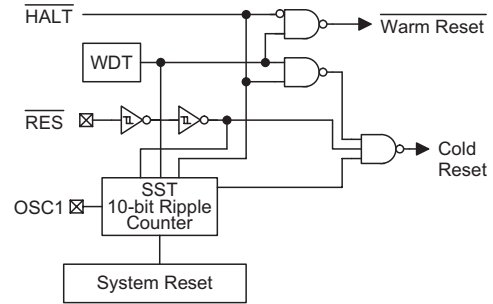 HALT
Warm Reset
WDT
RES
Cold
Reset
SST
10-bit Ripple
Counter
OSC1
System Reset